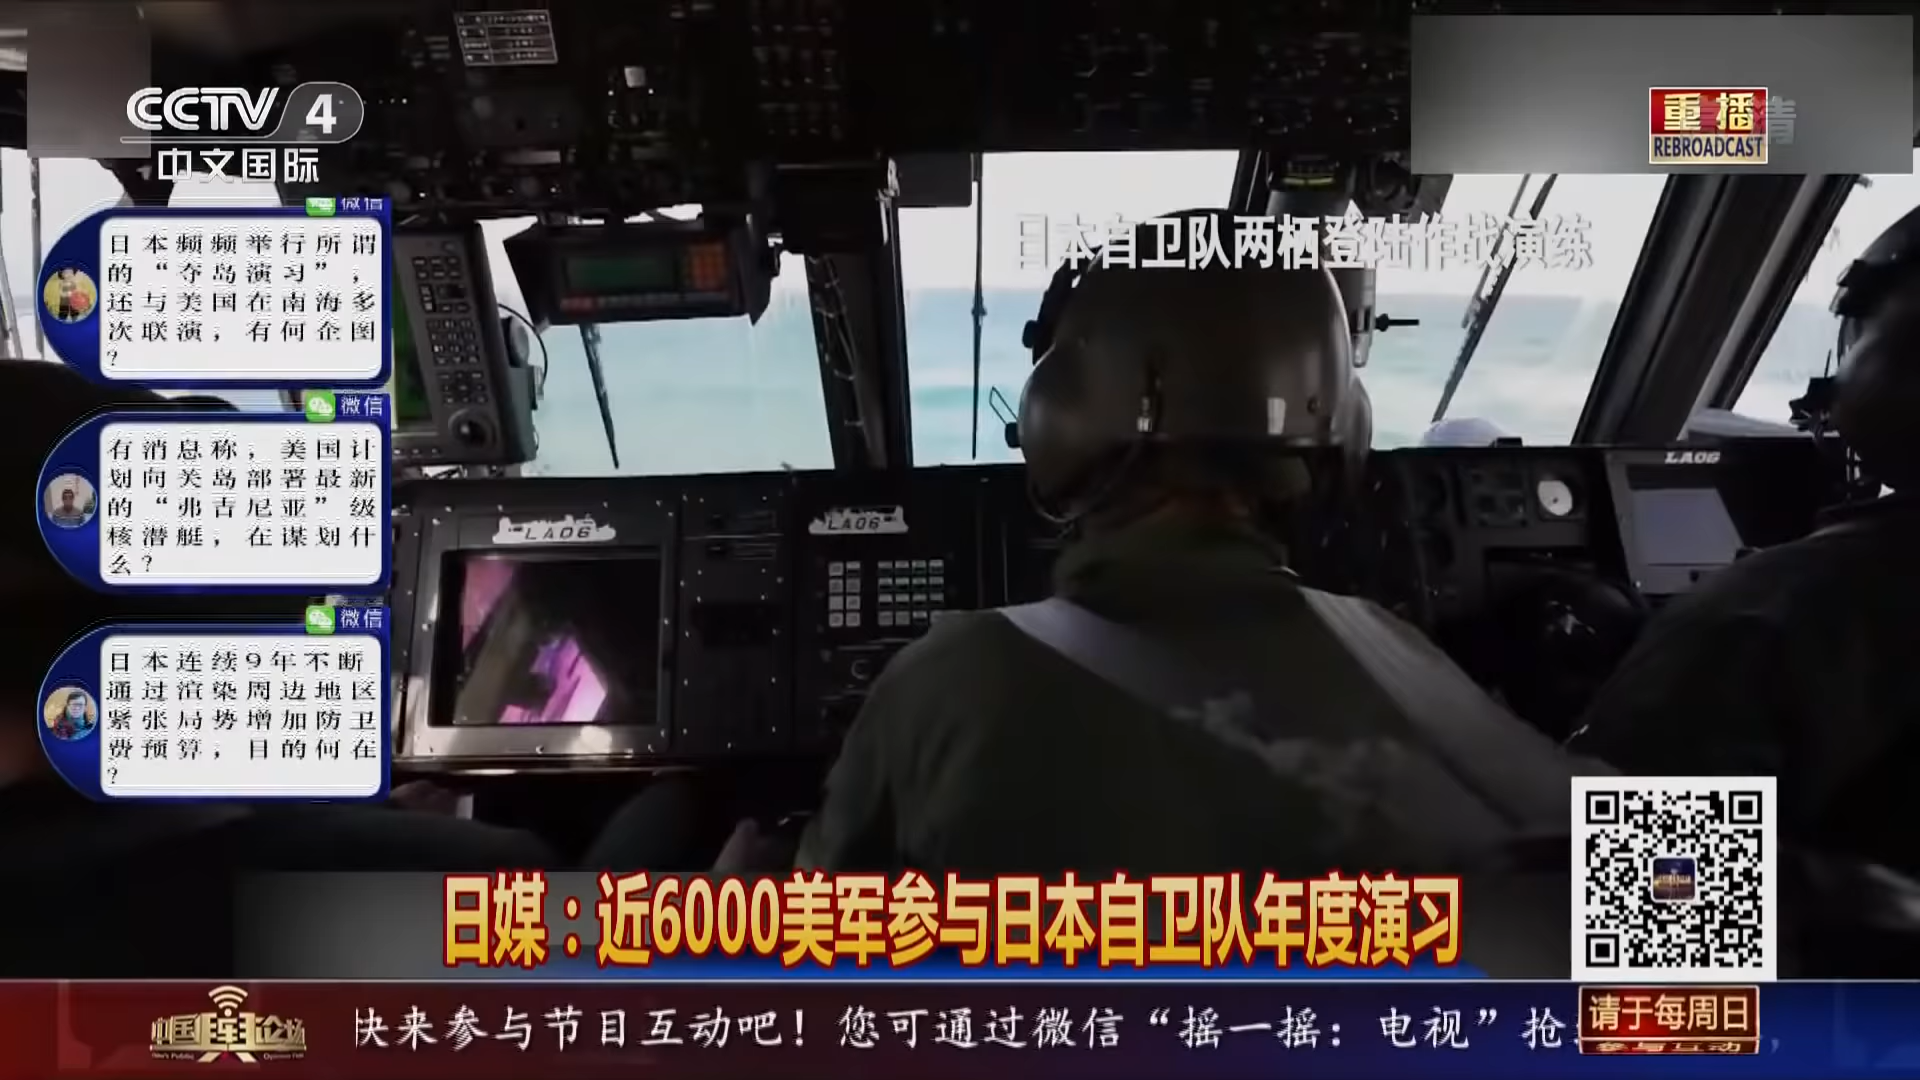 CCTV 4
中文国际
重播
REBROADCAST
日本自卫队两栖登陆作战演练
微信
日本频频举行所谓
的“夺岛演习”，
还与美国在南海多
次联演，有何企图
？
微信
有消息称，美国计
划向关岛部署最新
的“弗吉尼亚”级
核潜艇，在谋划什
么？
微信
日本连续9年不断
通过渲染周边地区
紧张局势增加防卫
费预算，目的何在
？
LA06
LA06
LA06
日媒：近6000美军参与日本自卫队年度演习
中国舆论场
快来参与节目互动吧！您可通过微信“摇一摇：电视”抢
请于每周日
参与互动